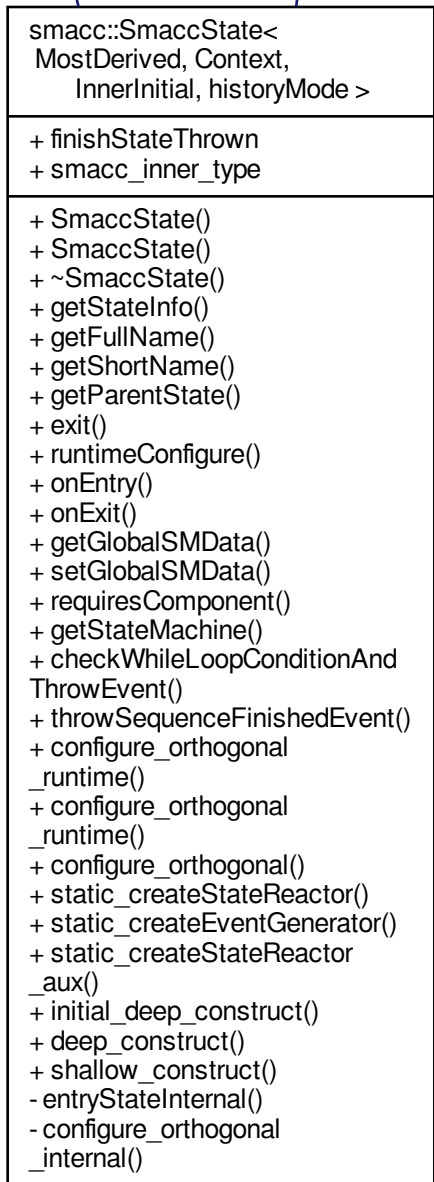 smacc::SmaccState<
MostDerived, Context,
InnerInitial, historyMode >
+ finishStateThrown
+ smacc_inner_type
+ SmaccState()
+ SmaccState()
+ ~SmaccState()
+ getStateInfo()
+ getFullName()
+ getShortName()
+ getParentState()
+ exit()
+ runtimeConfigure()
+ onEntry()
+ onExit()
+ getGlobalSMData()
+ setGlobalSMData()
+ requiresComponent()
+ getStateMachine()
+ checkWhileLoopConditionAnd
ThrowEvent()
+ throwSequenceFinishedEvent()
+ configure_orthogonal
_runtime()
+ configure_orthogonal
_runtime()
+ configure_orthogonal()
+ static_createStateReactor()
+ static_createEventGenerator()
+ static_createStateReactor
_aux()
+ initial_deep_construct()
+ deep_construct()
+ shallow_construct()
- entryStateInternal()
- configure_orthogonal
_internal()